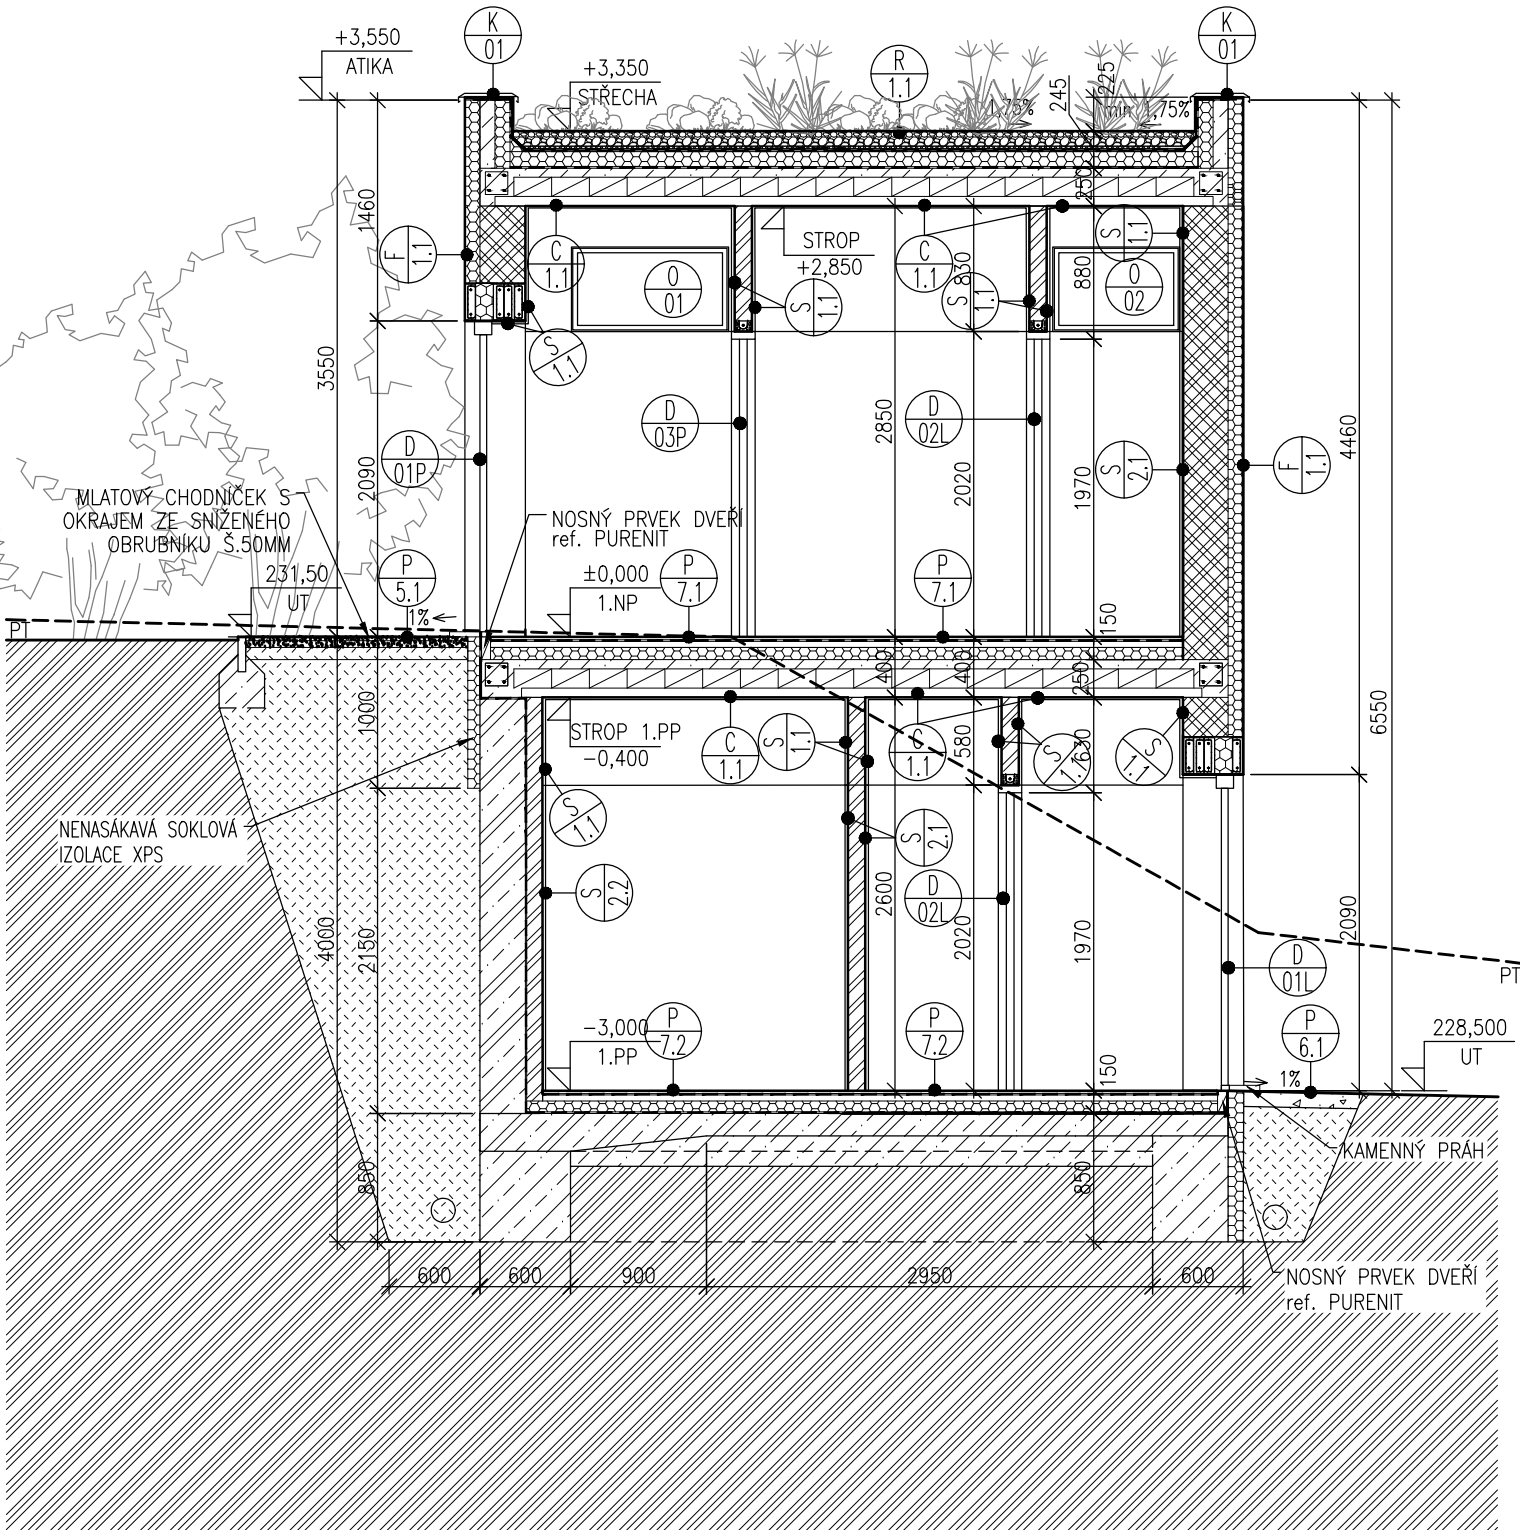 K
01
K
01
+3,550
ATIKA
+3,350
STŘECHA
R
1.1
245
225
1,75%
min 1,75%
1460
250
F
1.1
C
1.1
O
01
STROP
+2,850
S
1.1
C
1.1
830
S
1.1
880
S
1.1
O
02
S
1.1
3550
D
03P
D
02L
2850
2020
1970
S
2.1
F
1.1
4460
D
01P
2090
MLATOVÝ CHODNÍČEK S
OKRAJEM ZE SNÍŽENÉHO
OBRUBNÍKU Š.50MM
NOSNÝ PRVEK DVEŘÍ
ref. PURENIT
231,50
UT
P
5.1
1%
±0,000
1.NP
P
7.1
P
7.1
150
PT
400
400
250
1000
STROP 1.PP
-0,400
C
1.1
S
1.1
C
1.1
580
S
1.1
630
S
1.1
6550
NENASÁKAVÁ SOKLOVÁ
IZOLACE XPS
S
1.1
S
2.1
S
2.2
D
02L
2600
2020
1970
2090
4000
2150
D
01L
PT
-3,000
1.PP
P
7.2
P
7.2
150
1%
P
6.1
228,500
UT
KAMENNÝ PRÁH
850
850
600
600
900
2950
600
NOSNÝ PRVEK DVEŘÍ
ref. PURENIT